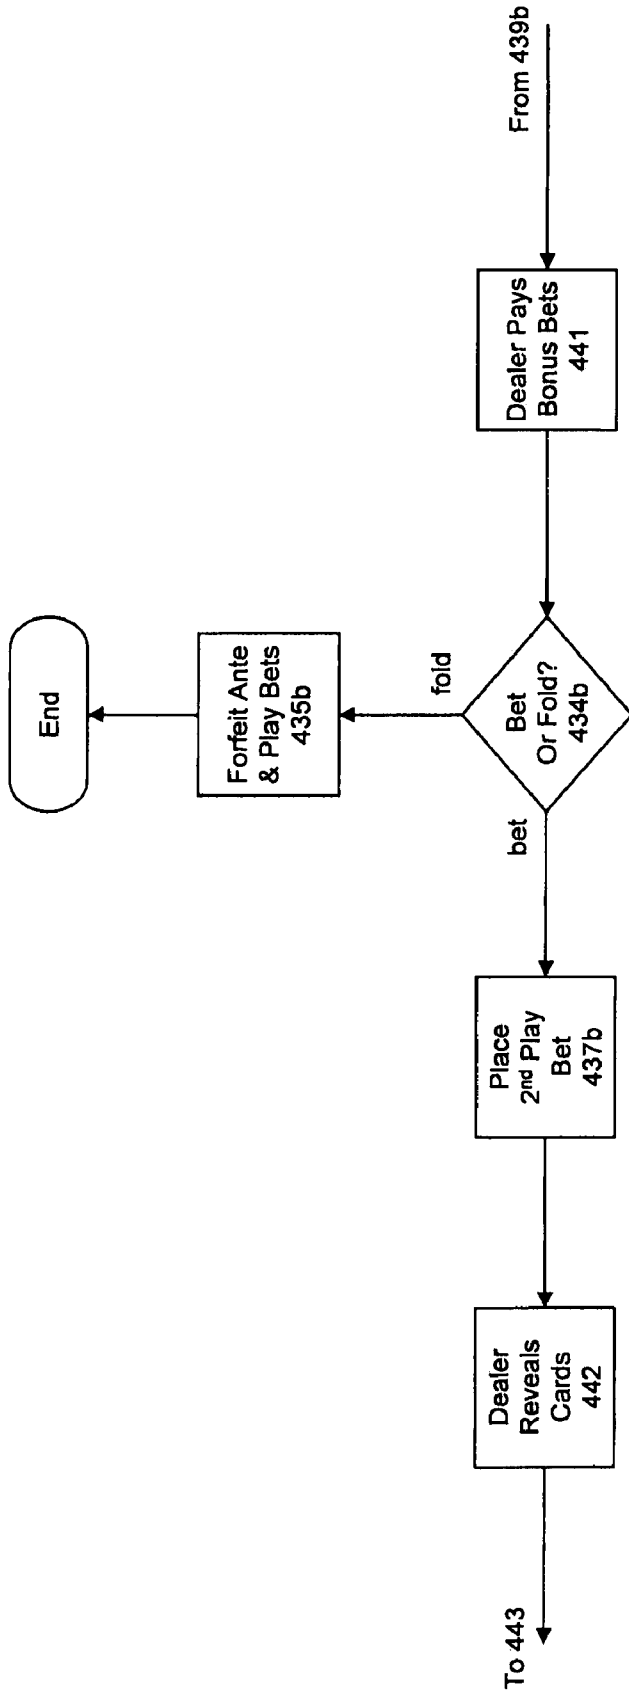 From 439b
Dealer Pays
Bonus Bets
441
Bet
Or Fold?
434b
fold
Forfeit Ante
& Play Bets
435b
End
bet
Place
2nd Play
Bet
437b
Dealer
Reveals
Cards
442
To 443